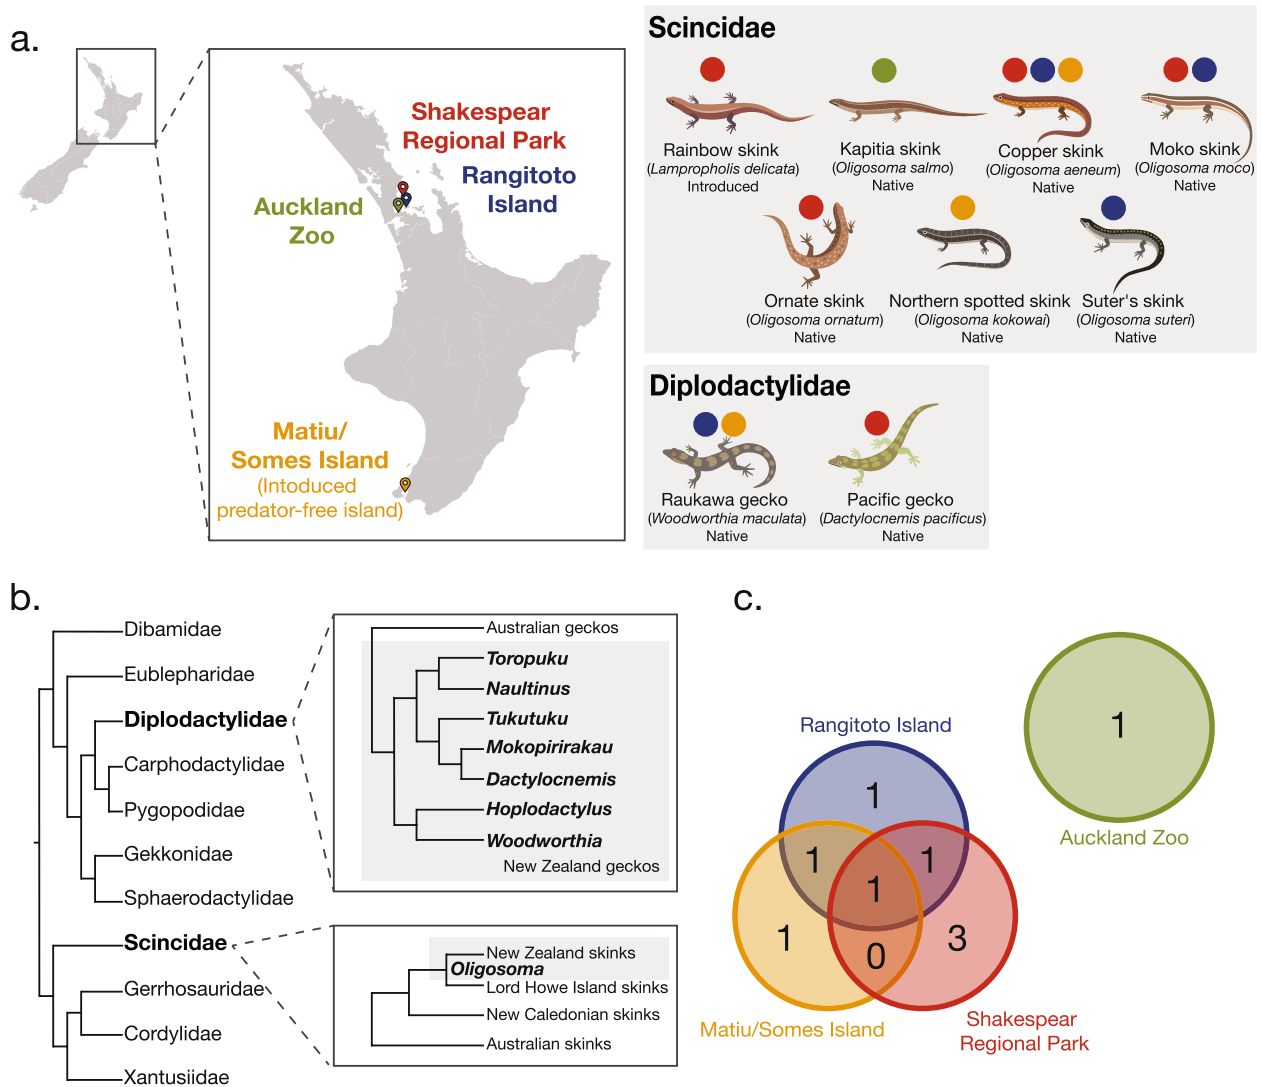 a.
Shakespear
Regional Park
Rangitoto
Island
Auckland
Zoo
Matiu/
Somes Island
(Intoduced
predator-free island)
Scincidae
Rainbow skink
(Lampropholis delicata)
Introduced
Kapitia skink
(Oligosoma salmo)
Native
Copper skink
(Oligosoma aeneum)
Native
Moko skink
(Oligosoma moco)
Native
Ornate skink
(Oligosoma ornatum)
Native
Northern spotted skink
(Oligosoma kokowai)
Native
Suter's skink
(Oligosoma suteri)
Native
Diplodactylidae
Raukawa gecko
(Woodworthia maculata)
Native
Pacific gecko
(Dactylocnemis pacificus)
Native
b.
Dibamidae
Eublepharidae
Diplodactylidae
Carphodactylidae
Pygopodidae
Gekkonidae
Sphaerodactylidae
Scincidae
Gerrhosauridae
Cordylidae
Xantusiidae
Australian geckos
Toropuku
Naultinus
Tukutuku
Mokopirirakau
Dactylocnemis
Hoplodactylus
Woodworthia
New Zealand geckos
New Zealand skinks
Oligosoma
Lord Howe Island skinks
New Caledonian skinks
Australian skinks
c.
1
Auckland Zoo
Rangitoto Island
1
1
1
1
1
0
3
Matiu/Somes Island
Shakespear
Regional Park